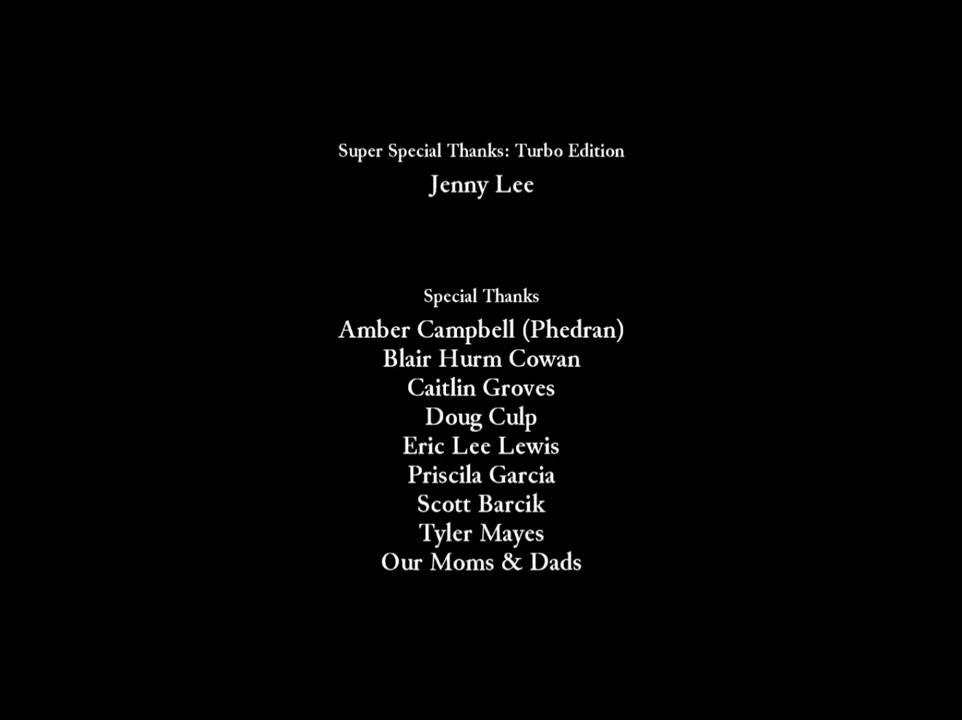 Super Special Thanks: Turbo Edition
Jenny Lee
Special Thanks
Amber Campbell (Phedran)
Blair Hurm Cowan
Caitlin Groves
Doug Culp
Eric Lee Lewis
Priscila Garcia
Scott Barcik
Tyler Mayes
Our Moms & Dads